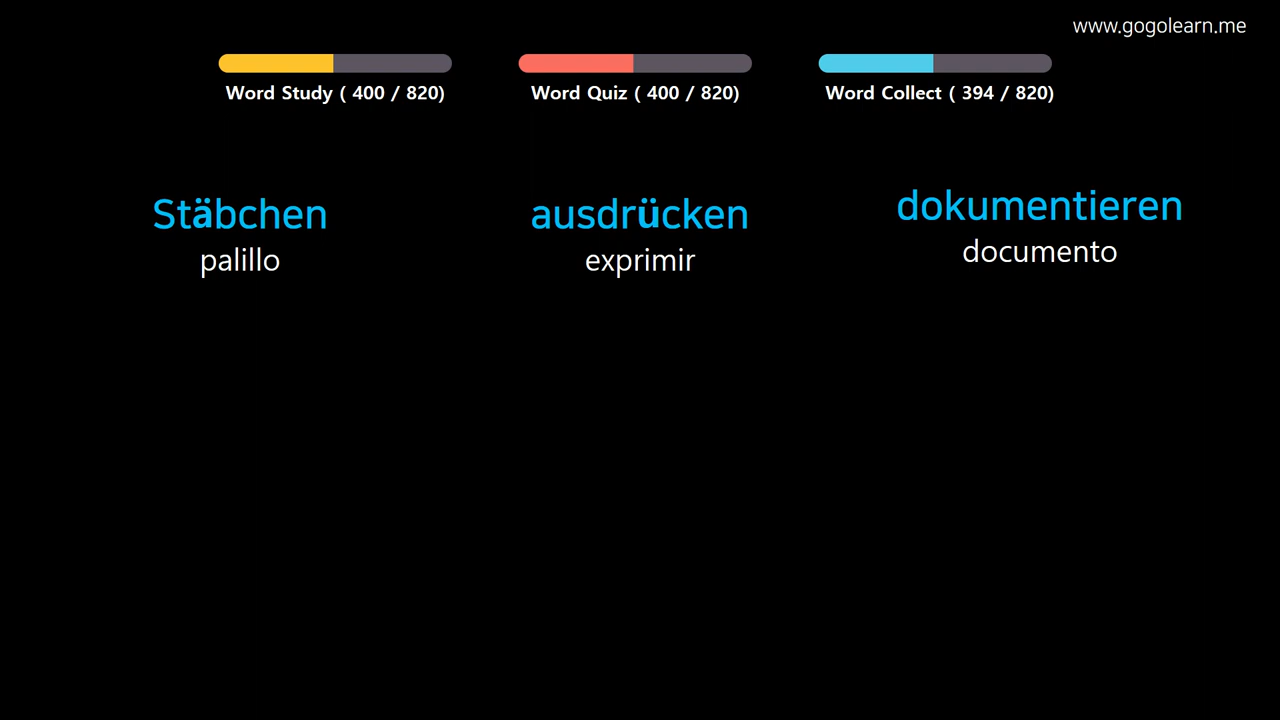 www.gogolearn.me
Word Study ( 400 / 820)
Word Quiz ( 400 / 820)
Word Collect ( 394 / 820)
Stäbchen
palillo
ausdrücken
exprimir
dokumentieren
documento